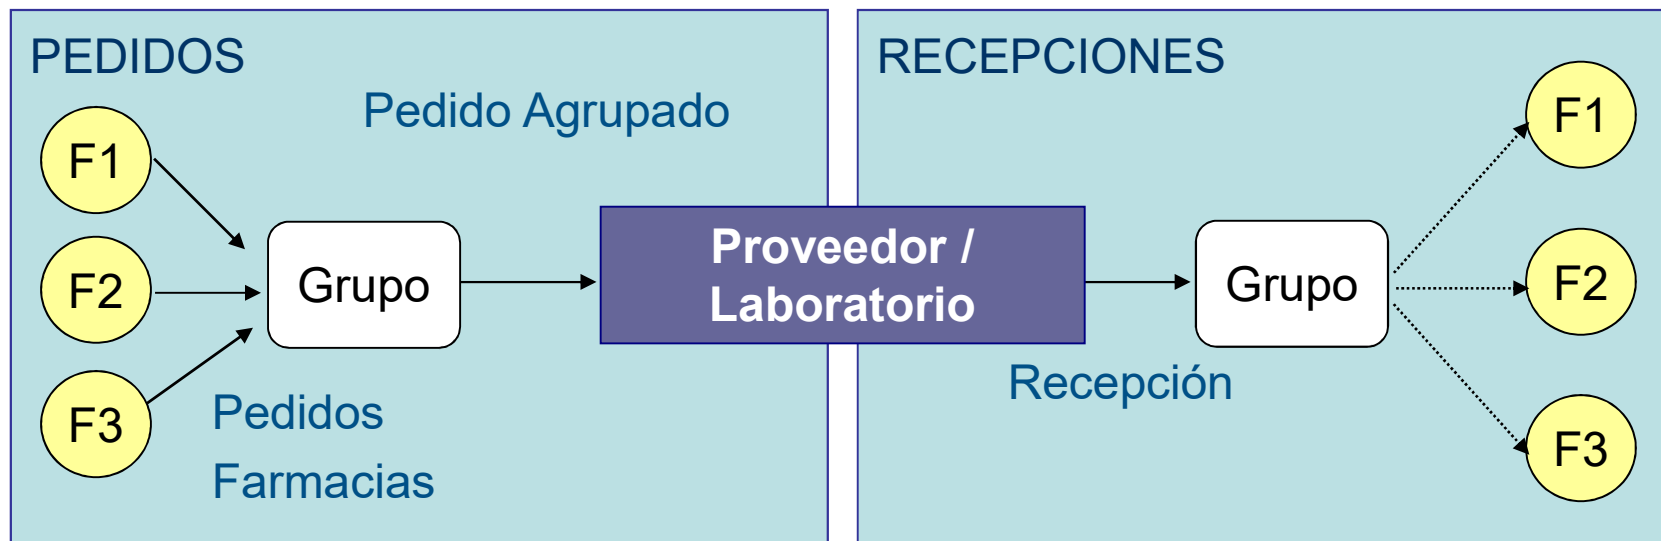 PEDIDOS
Pedido Agrupado
F1
F2
F3
Grupo
Pedidos
Farmacias
Proveedor /
Laboratorio
RECEPCIONES
Recepción
Grupo
F1
F2
F3